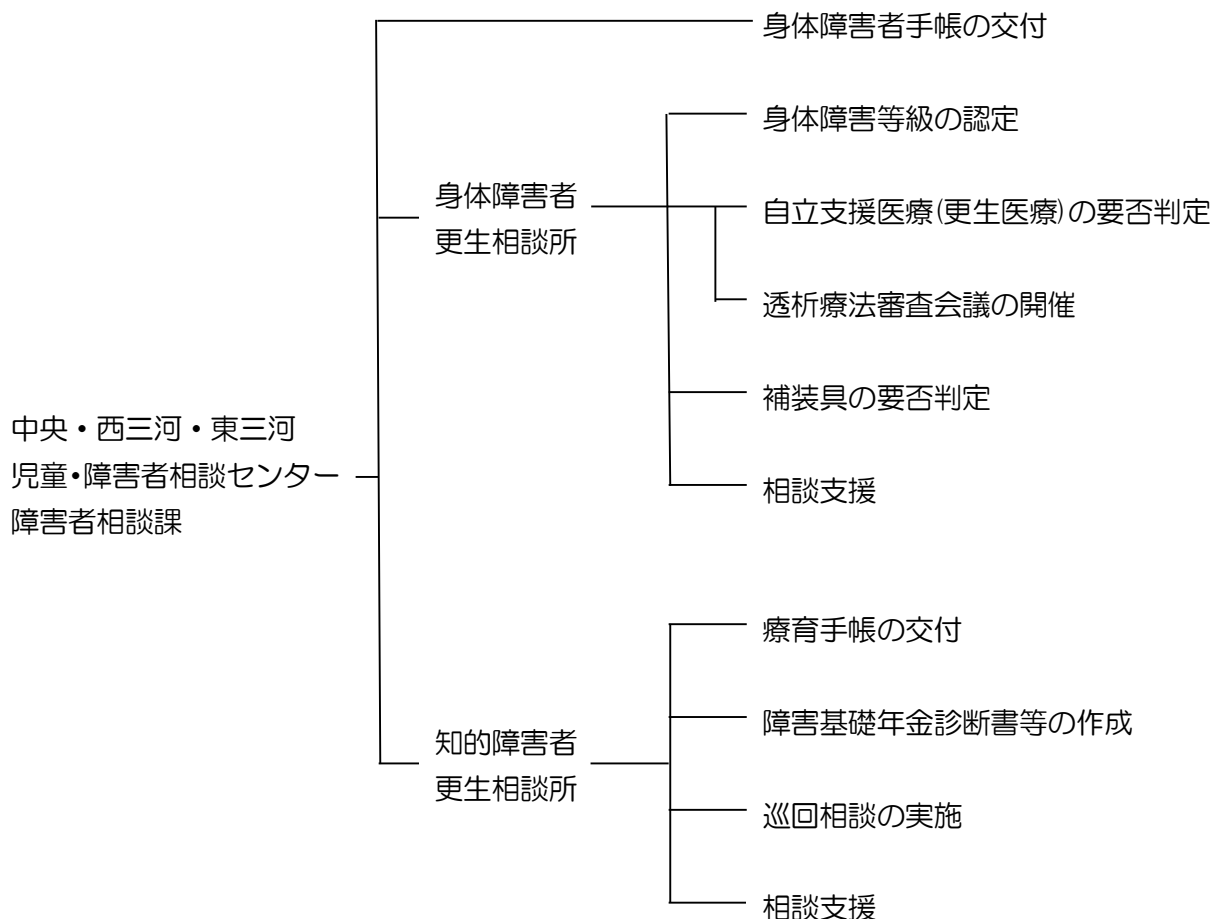 身体障害者手帳の交付
身体障害等級の認定
身体障害者
更生相談所
自立支援医療(更生医療)の要否判定
透析療法審査会議の開催
補装具の要否判定
相談支援
中央・西三河・東三河
児童・障害者相談センター
障害者相談課
療育手帳の交付
知的障害者
更生相談所
障害基礎年金診断書等の作成
巡回相談の実施
相談支援